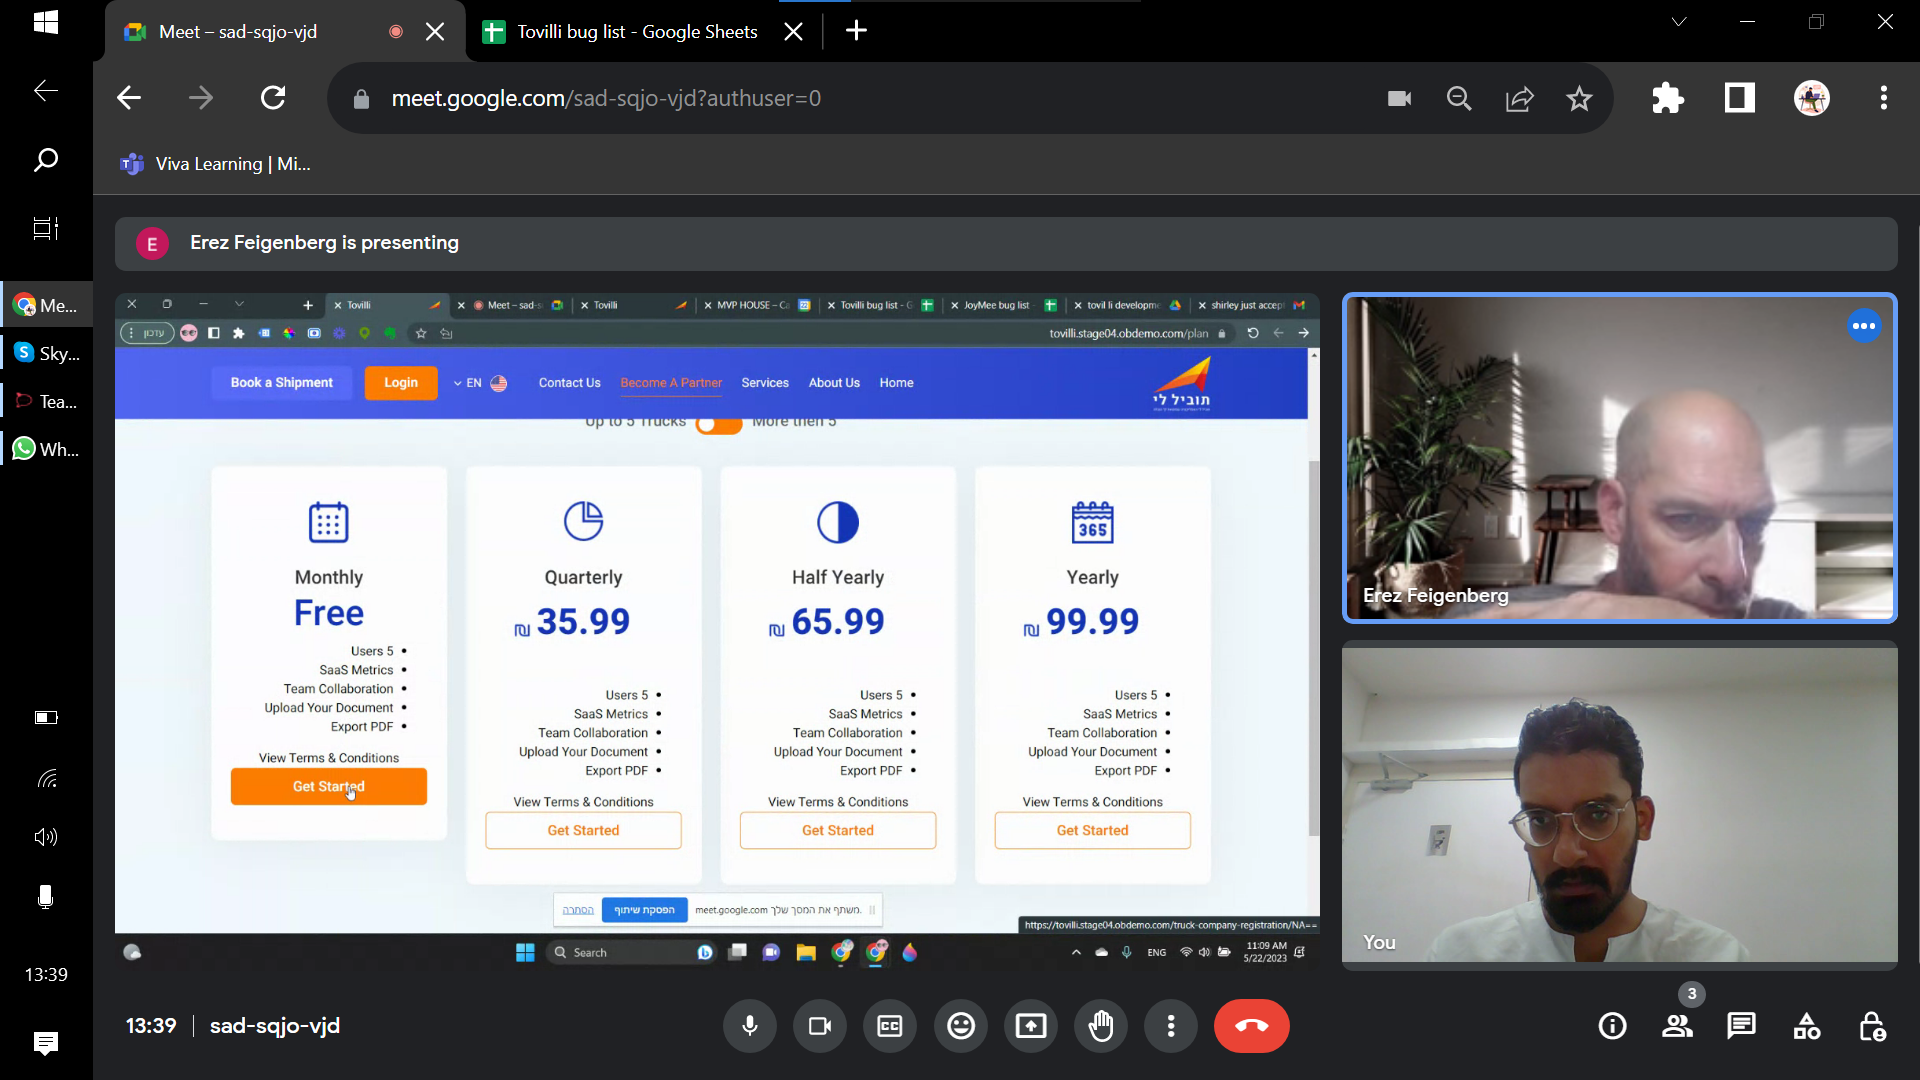 Meet – sad-sqjo-vjd
Tovilli bug list - Google Sheets
meet.google.com/sad-sqjo-vjd?authuser=0
Viva Learning | Mi...
E
Erez Feigenberg is presenting
Me...
Sky...
Tea...
Wh...
13:39
Tovilli
Meet – sad-s
Tovilli
MVP HOUSE – Ca
Tovilli bug list - G
JoyMee bug list
tovil li developme
shirley just accep
עדכון
tovilli.stage04.obdemo.com/plan
Book a Shipment
Login
EN
Contact Us
Become A Partner
Services
About Us
Home
תוביל לי
Up to 5 Trucks
More then 5
Monthly
Free
Users 5
SaaS Metrics
Team Collaboration
Upload Your Document
Export PDF
View Terms & Conditions
Get Started
Quarterly
₪ 35.99
Users 5
SaaS Metrics
Team Collaboration
Upload Your Document
Export PDF
View Terms & Conditions
Get Started
Half Yearly
₪ 65.99
Users 5
SaaS Metrics
Team Collaboration
Upload Your Document
Export PDF
View Terms & Conditions
Get Started
365
Yearly
₪ 99.99
Users 5
SaaS Metrics
Team Collaboration
Upload Your Document
Export PDF
View Terms & Conditions
Get Started
הסתרה
הפסקת שיתוף
meet.google.com משתף את המסך שלך.
https://tovilli.stage04.obdemo.com/truck-company-registration/NA==
Search
ENG
11:09 AM
5/22/2023
Erez Feigenberg
You
13:39
sad-sqjo-vjd
3